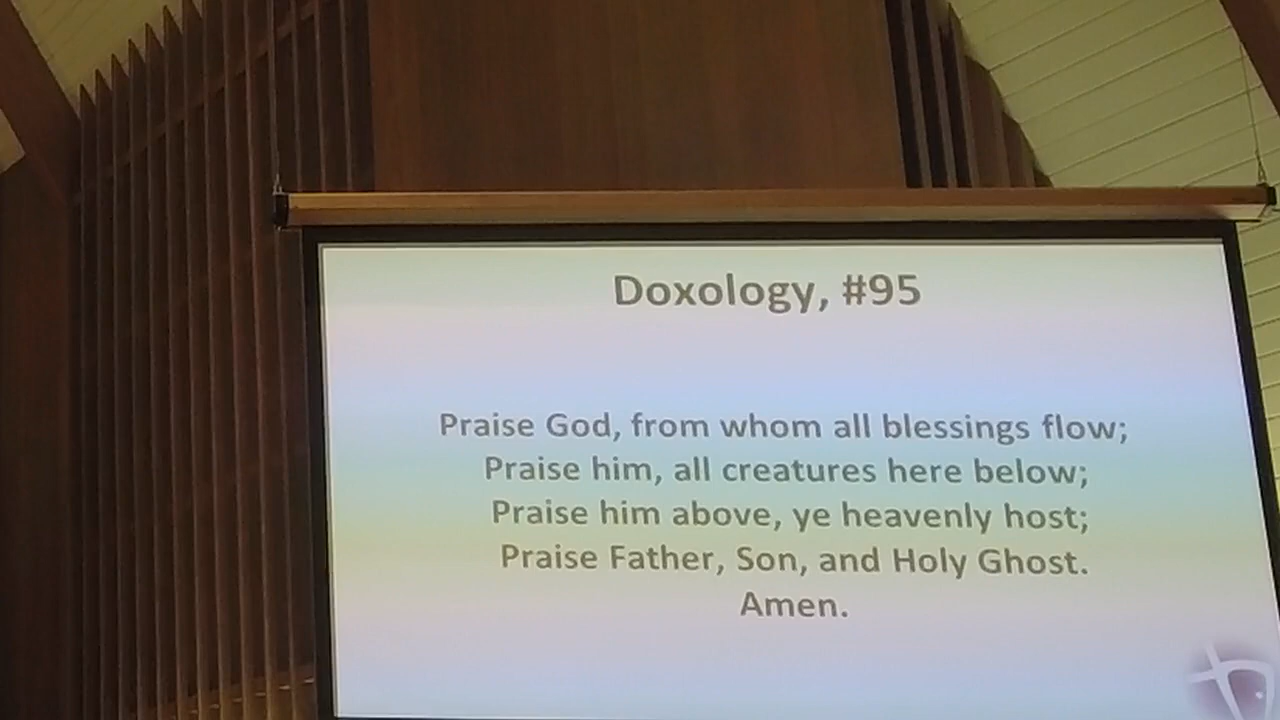 Doxology, #95
Praise God, from whom all blessings flow;
Praise him, all creatures here below;
Praise him above, ye heavenly host;
Praise Father, Son, and Holy Ghost.
Amen.